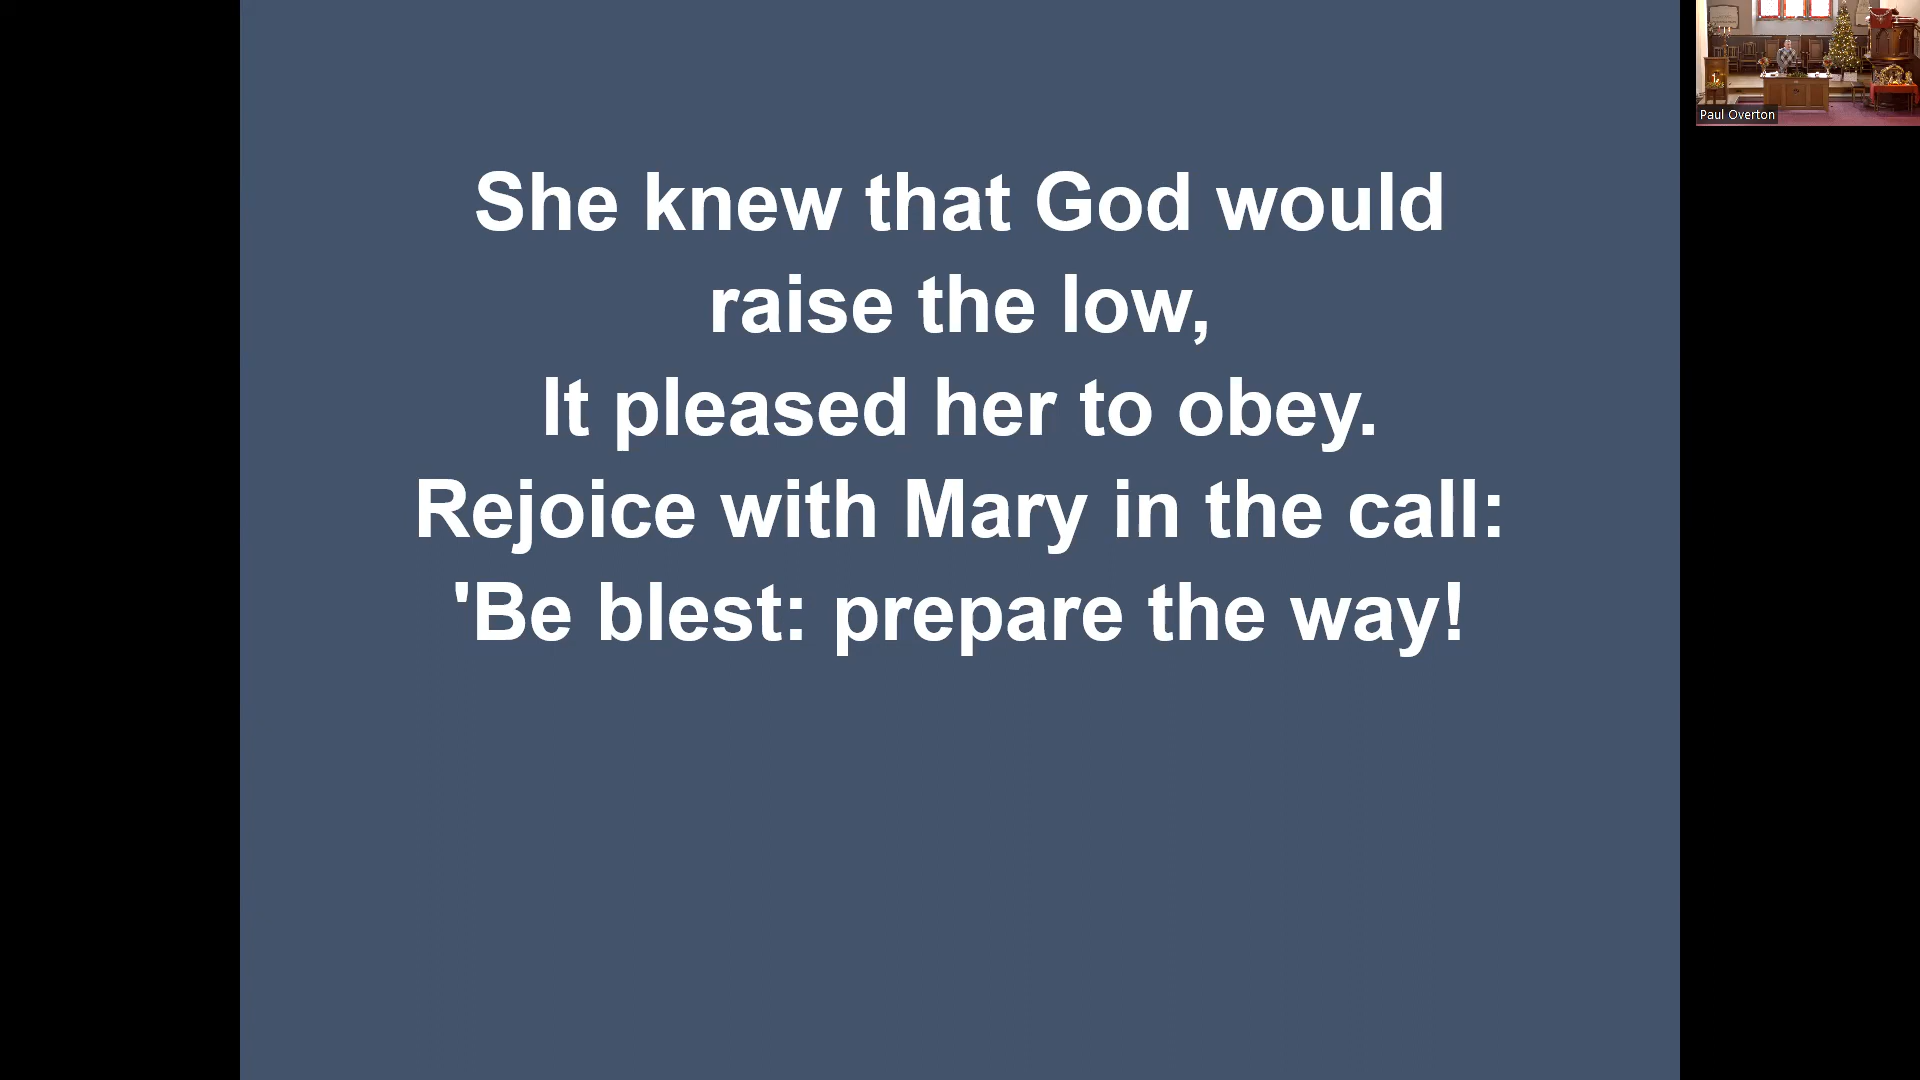 She knew that God would
raise the low,
It pleased her to obey.
Rejoice with Mary in the call:
'Be blest: prepare the way!
Paul Overton